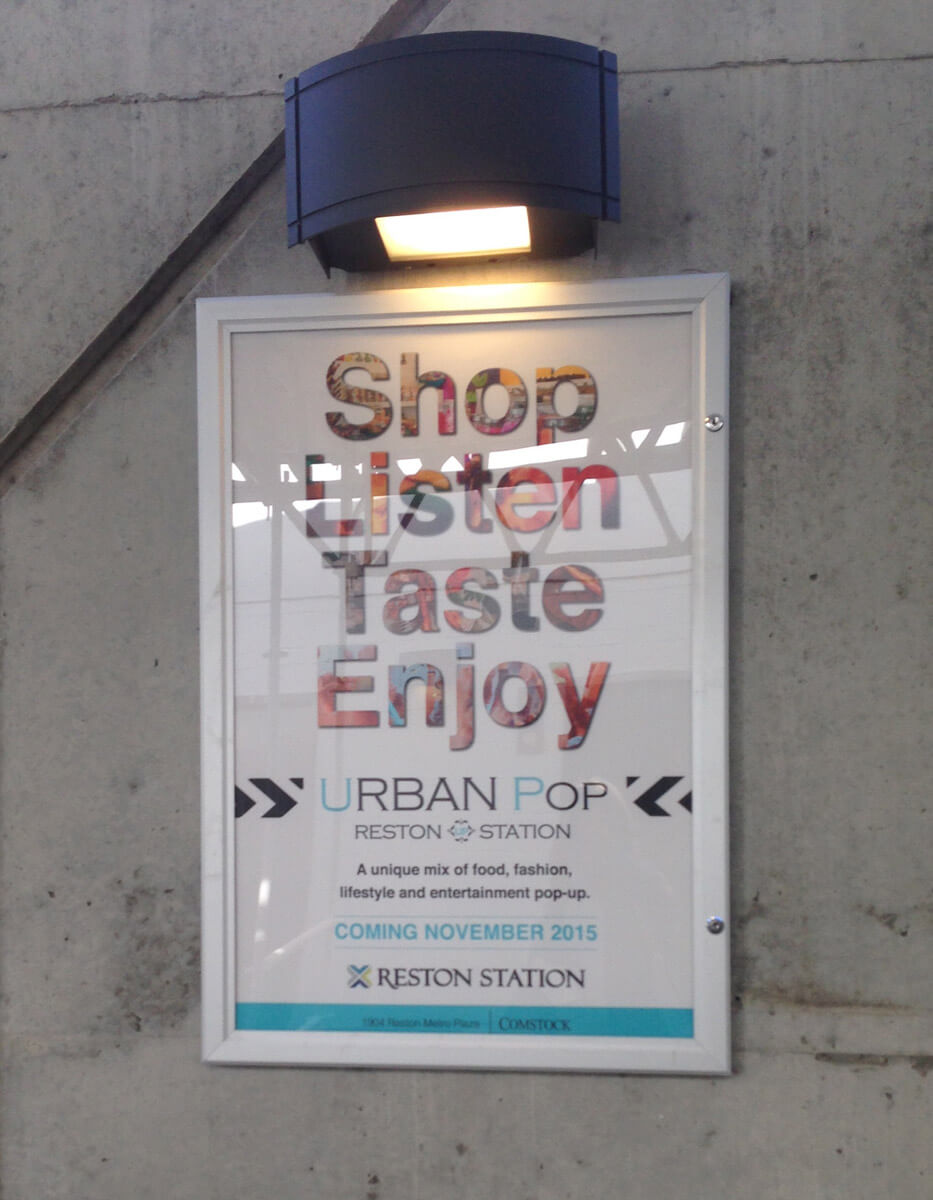 Shop
Listen
Taste
Enjoy
URBAN POP
RESTON UP STATION
A unique mix of food, fashion,
lifestyle and entertainment pop-up.
COMING NOVEMBER 2015
RESTON STATION
1904 Reston Metro Plaza | COMSTOCK